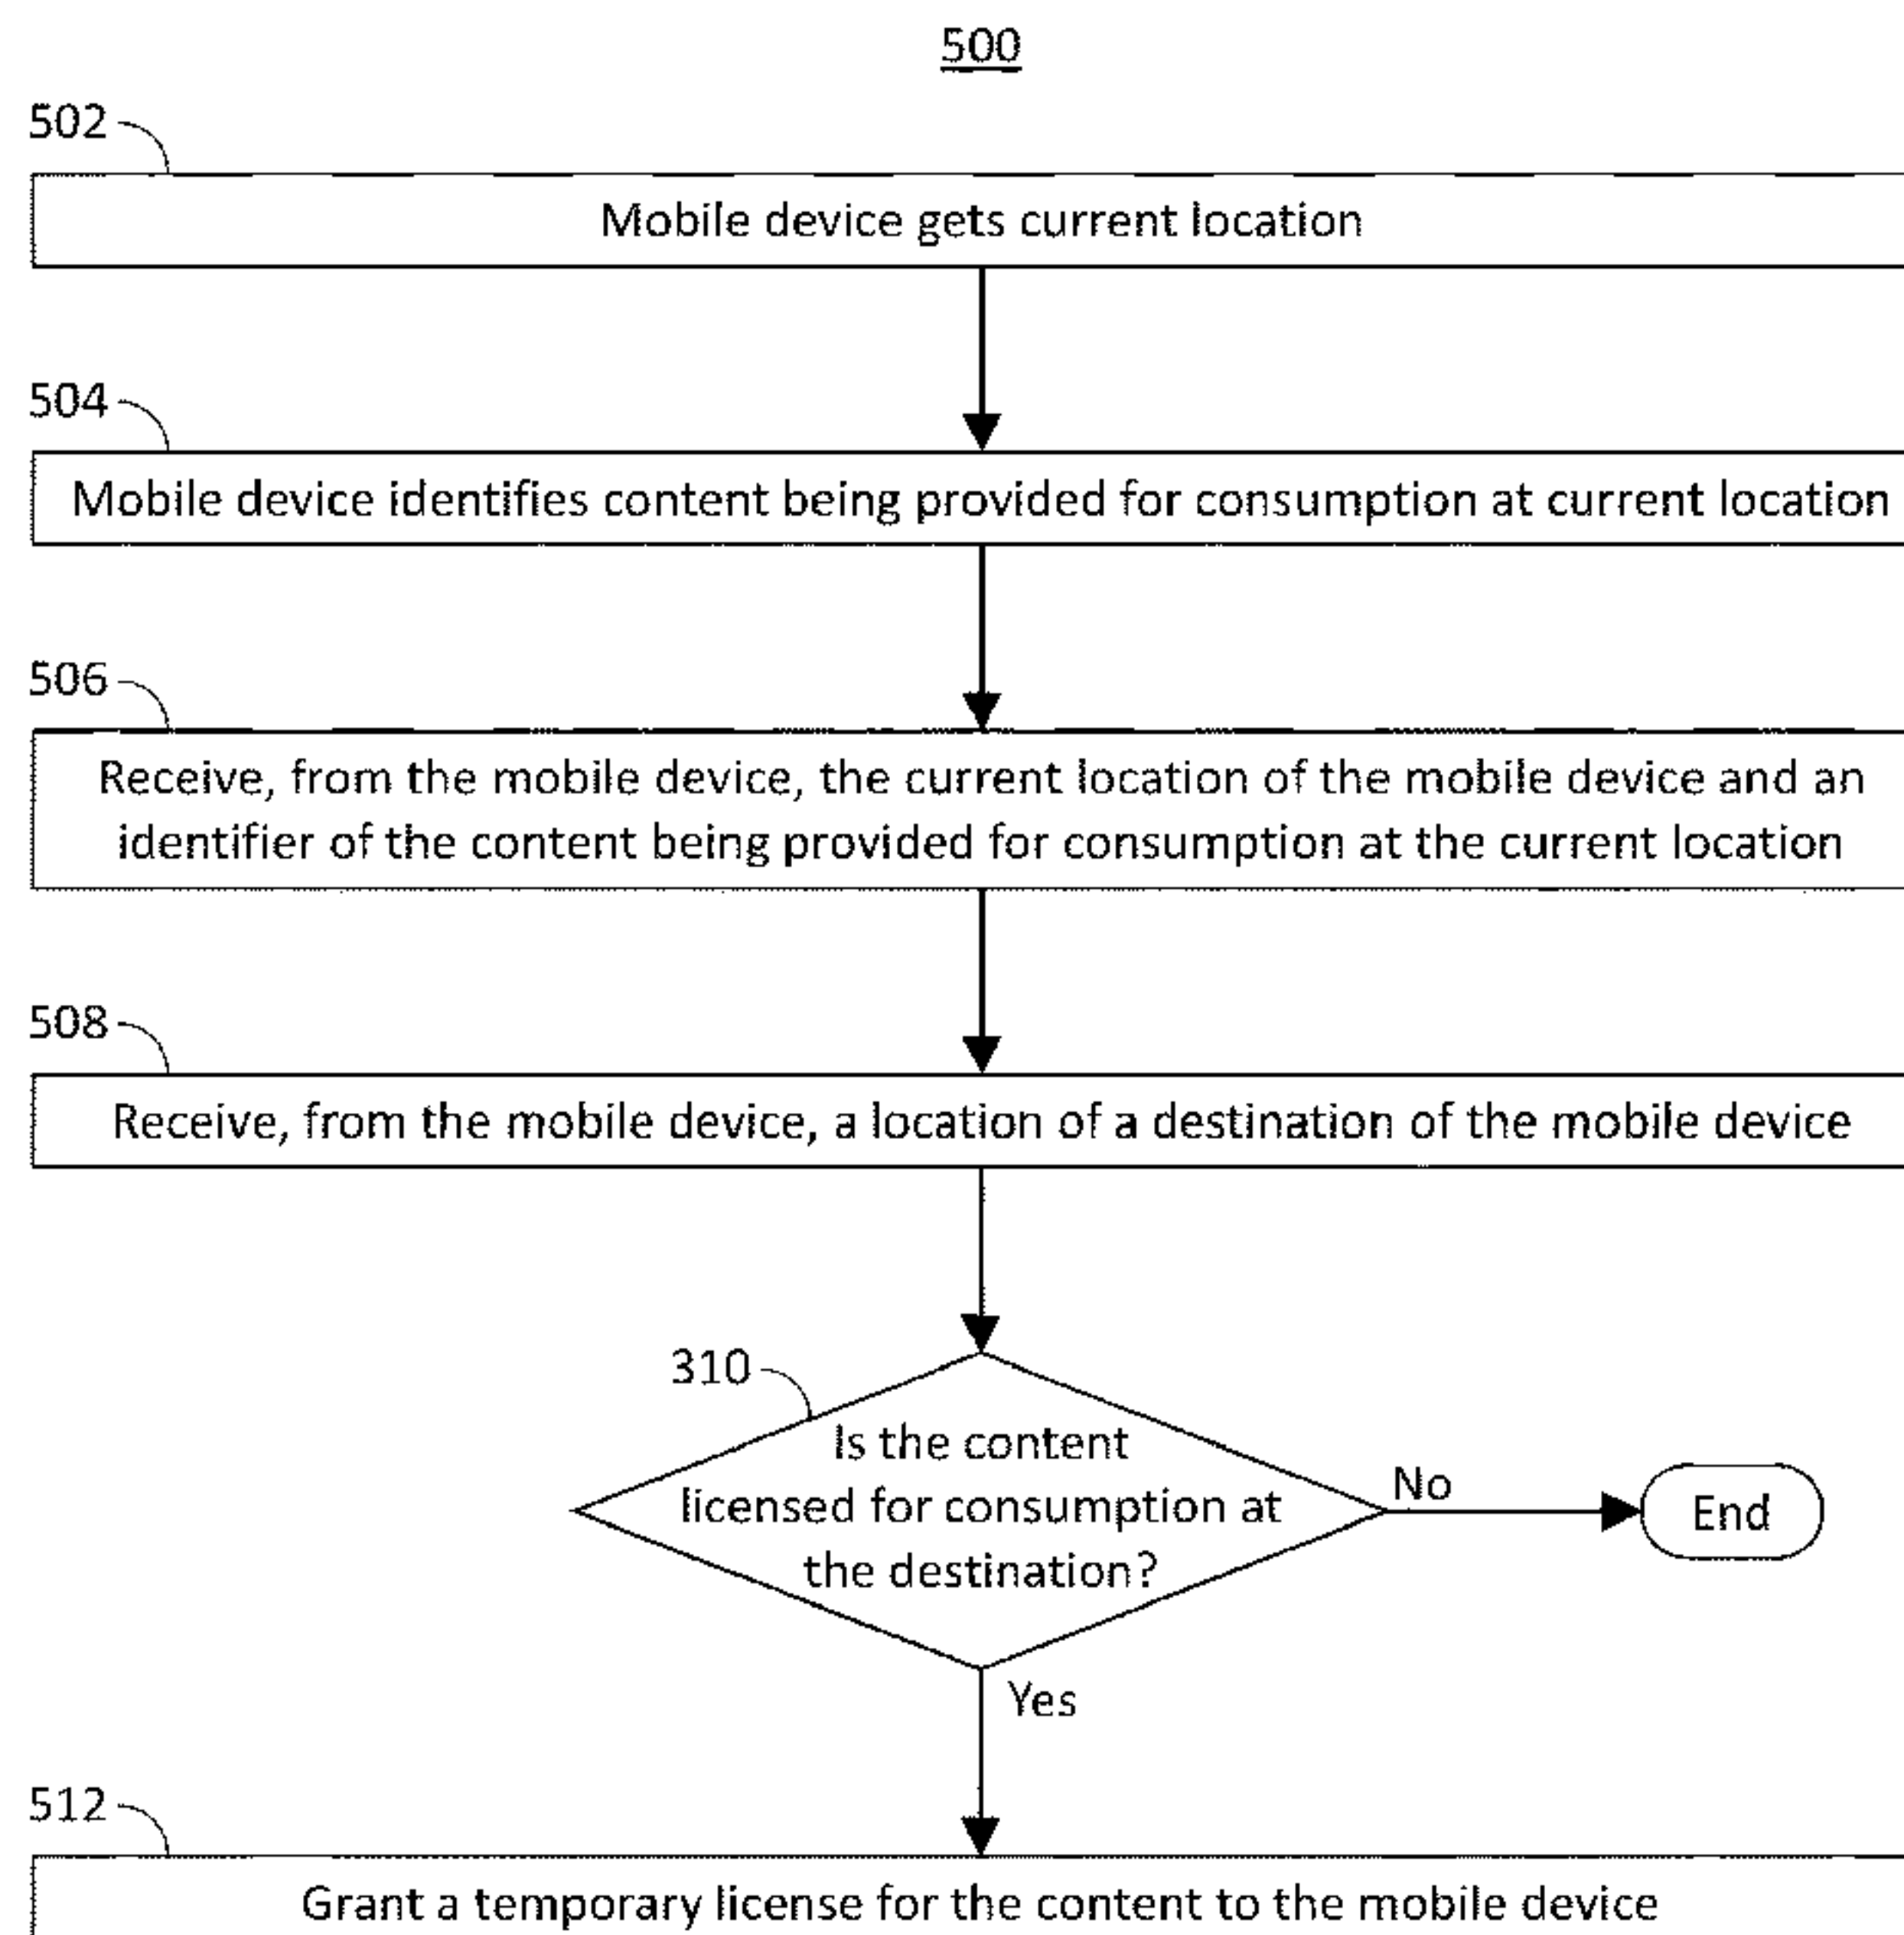 500
502
Mobile device gets current location
504
Mobile device identifies content being provided for consumption at current location
506
Receive, from the mobile device, the current location of the mobile device and an
identifier of the content being provided for consumption at the current location
508
Receive, from the mobile device, a location of a destination of the mobile device
310
Is the content
licensed for consumption at
the destination?
No
End
Yes
512
Grant a temporary license for the content to the mobile device